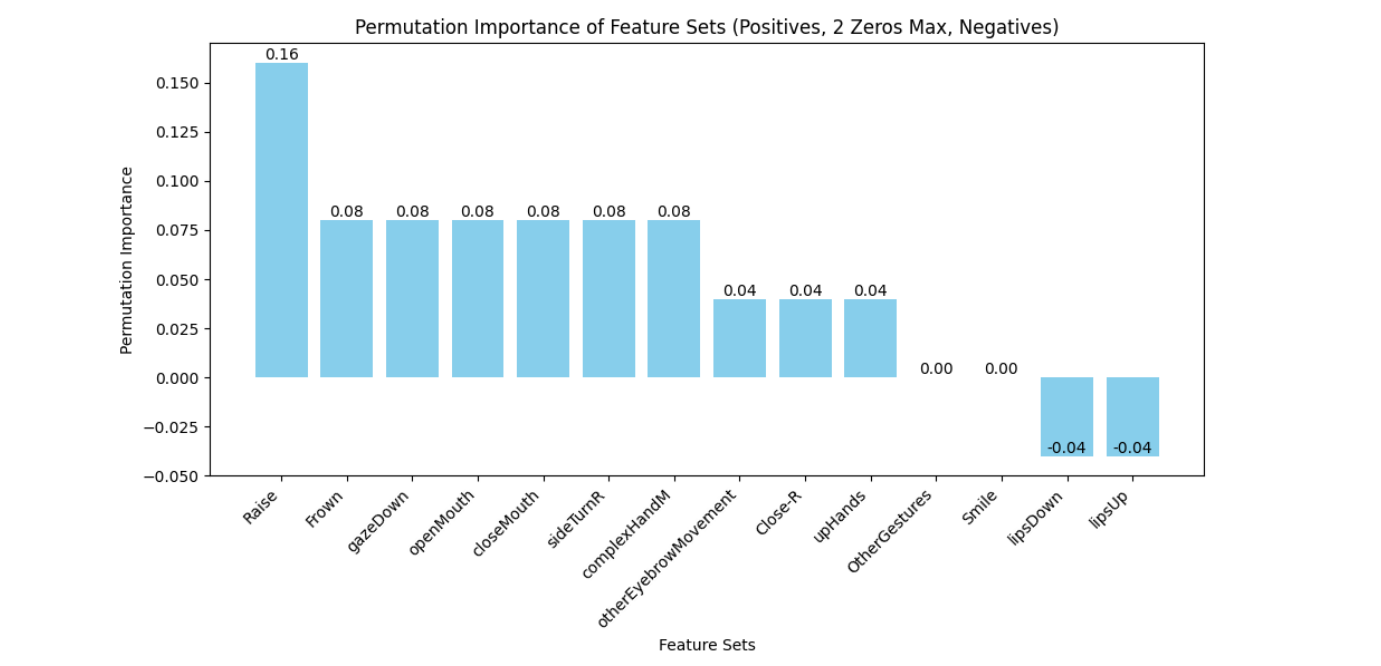 Permutation Importance of Feature Sets (Positives, 2 Zeros Max, Negatives)
Permutation Importance
0.150
0.125
0.100
0.075
0.050
0.025
0.000
−0.025
−0.050
0.16
0.08
0.08
0.08
0.08
0.08
0.08
0.04
0.04
0.04
0.00
0.00
-0.04
-0.04
Raise
Frown
gazeDown
openMouth
closeMouth
sideTurnR
complexHandM
otherEyebrowMovement
Close-R
upHands
OtherGestures
Smile
lipsDown
lipsUp
Feature Sets